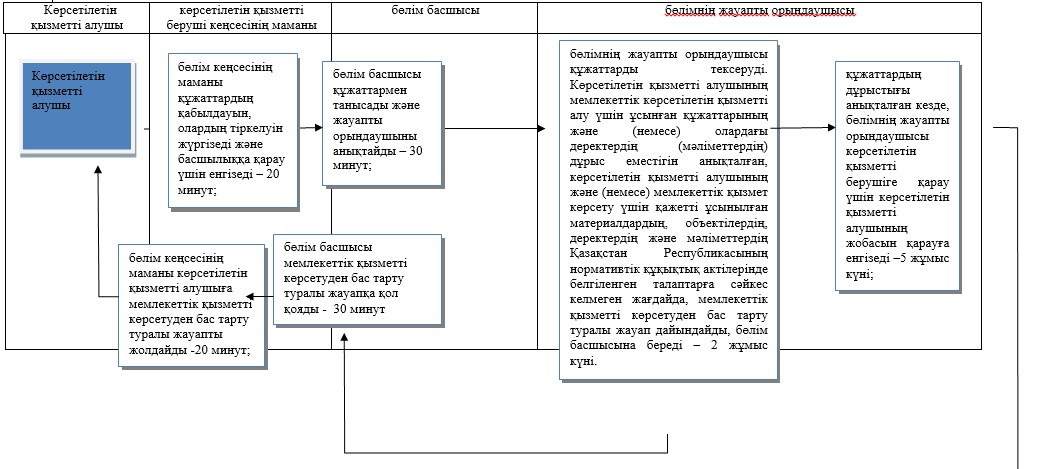 Көрсетілетін
қызметті алушы
көрсетілетін қызметті
беруші кеңсесінің маманы
бөлім басшысы
бөлімнің жауапты орындаушысы
Көрсетілетін
қызметті
алушы
бөлім кеңсесінің
маманы
құжаттардың
қабылдауын,
олардың тіркелуін
жүргізеді және
басшылыққа қарау
үшін енгізеді – 20
минут;
бөлім басшысы
құжаттармен
танысады және
жауапты
орындаушыны
анықтайды – 30
минут;
бөлімнің жауапты орындаушысы
құжаттарды тексеруді.
Көрсетілетін қызметті алушының
мемлекеттік көрсетілетін қызметті
алу үшін ұсынған құжаттарының
және (немесе) олардағы
деректердің (мәліметтердің)
дұрыс еместігін анықталған,
көрсетілетін қызметті алушының
және (немесе) мемлекеттік қызмет
көрсету үшін қажетті ұсынылған
материалдардың, объектілердің,
деректердің және мәліметтердің
Қазақстан Республикасының
нормативтік құқықтық актілерінде
белгіленген талаптарға сәйкес
келмеген жағдайда, мемлекеттік
қызметті көрсетуден бас тарту
туралы жауап дайындайды, бөлім
басшысына береді – 2 жұмыс
күні.
құжаттардың
дұрыстығы
анықталған кезде,
бөлімнің жауапты
орындаушысы
көрсетілетін
қызметті
берушіге қарау
үшін көрсетілетін
қызметті
алушының
жобасын қарауға
енгізеді –5 жұмыс
күні;
бөлім кеңсесінің
маманы көрсетілетін
қызметті алушыға
мемлекеттік қызметті
көрсетуден бас тарту
туралы жауапты
жолдайды -20 минут;
бөлім басшысы
мемлекеттік қызметті
көрсетуден бас тарту
туралы жауапқа қол
қояды - 30 минут